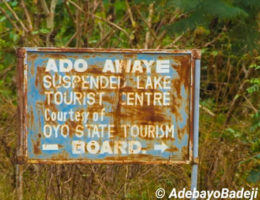 ADO AWAYE
SUSPENDED LAKE
TOURIST CENTRE
Courtesy of
OYO STATE TOURISM
BOARD.
©AdebayoBadeji